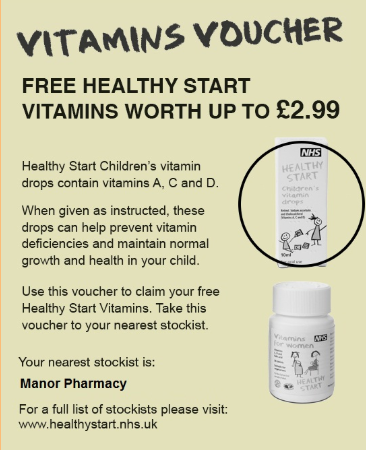 VITAMINS VOUCHER
FREE HEALTHY START
VITAMINS WORTH UP TO £2.99
Healthy Start Children's vitamin
drops contain vitamins A, C and D.
When given as instructed, these
drops can help prevent vitamin
deficiencies and maintain normal
growth and health in your child.
Use this voucher to claim your free
Healthy Start Vitamins. Take this
voucher to your nearest stockist.
Your nearest stockist is:
Manor Pharmacy
For a full list of stockists please visit:
www.healthystart.nhs.uk
NHS
HEALTHY
START
Children's
vitamin
drops
10ml
Vitamins NHS
for women
HEALTHY
START